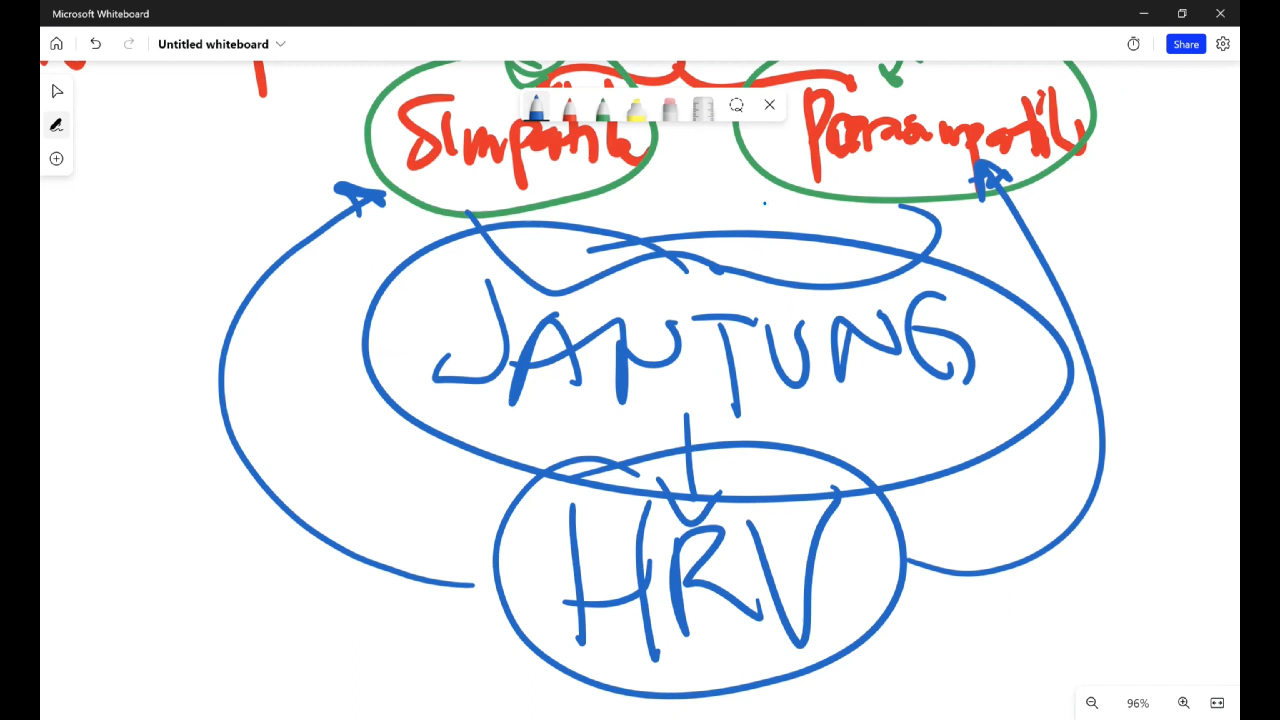 Microsoft Whiteboard
Untitled whiteboard
Share
Simpatik Parasimpatik
JANTUNG
HRV
96%